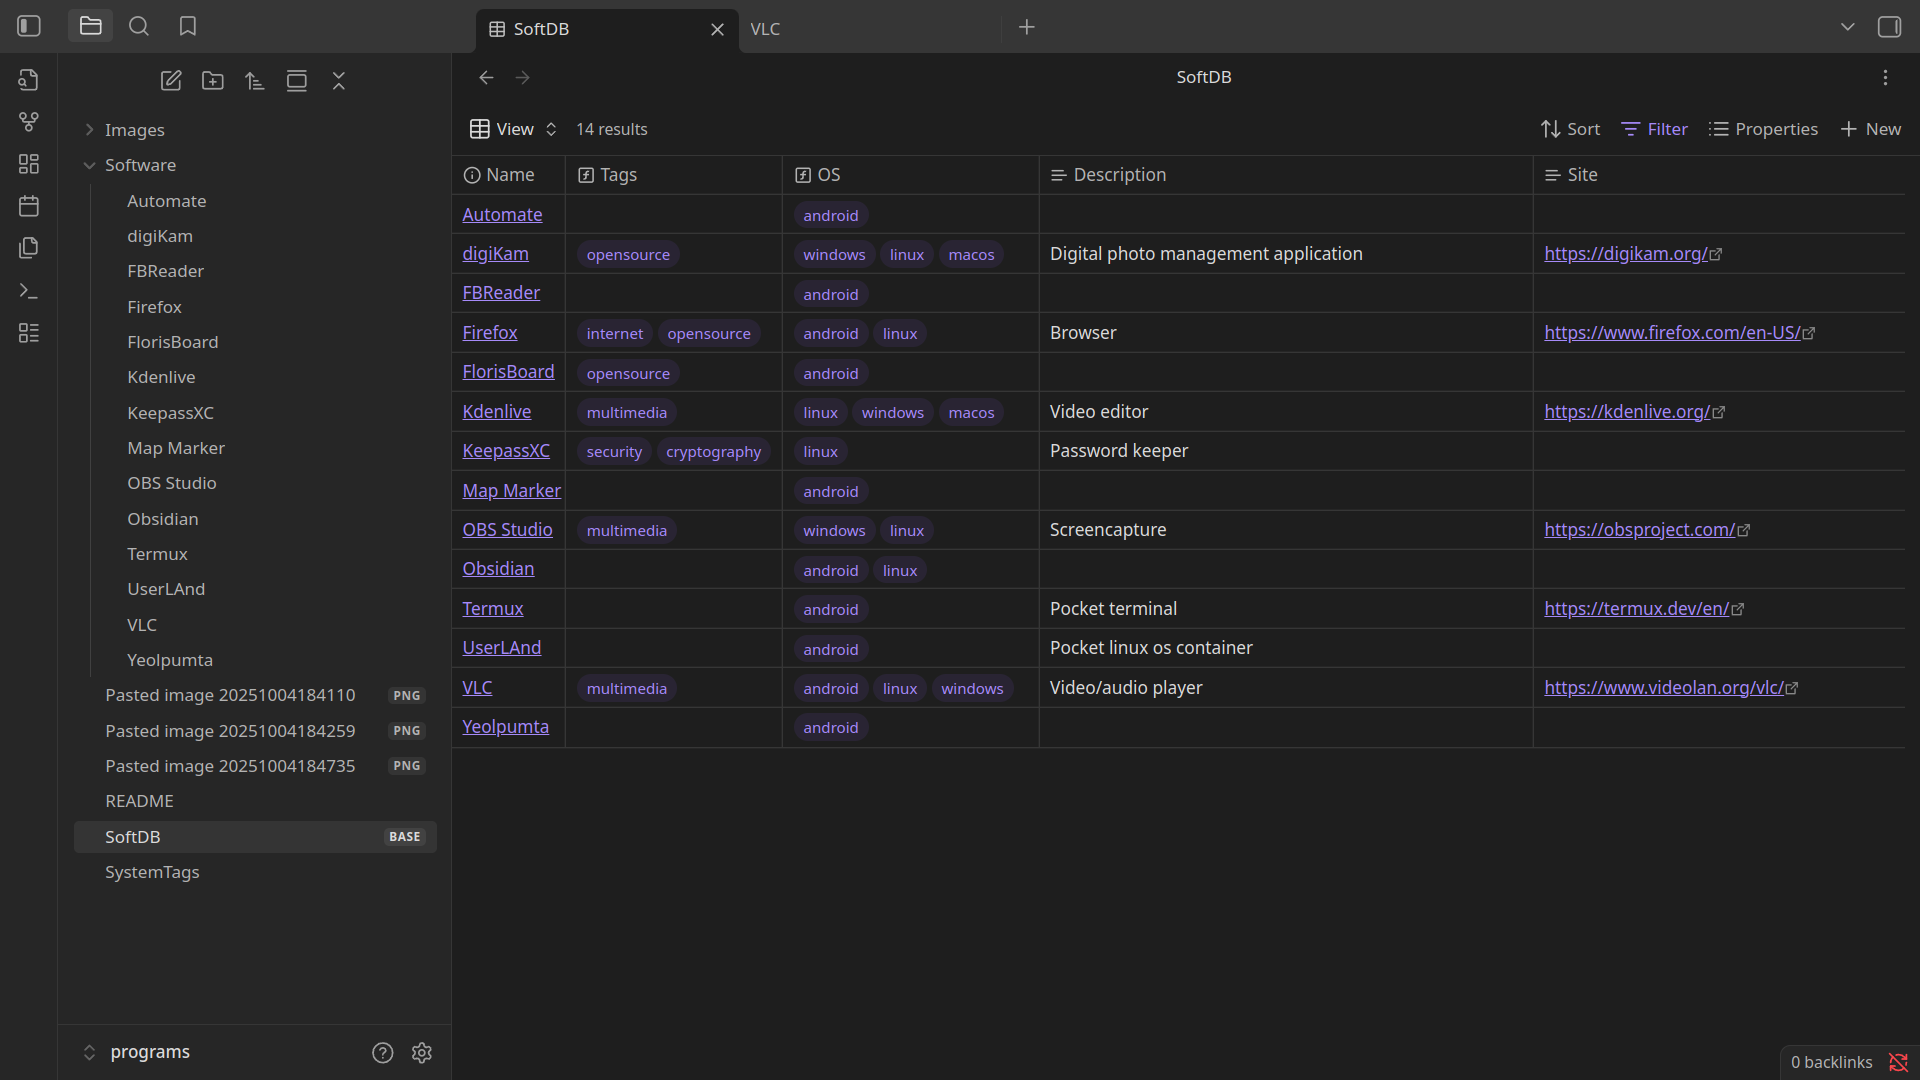 SoftDB
VLC
SoftDB
View
14 results
Sort
Filter
Properties
New
Images
Software
Automate
digiKam
FBReader
Firefox
FlorisBoard
Kdenlive
KeepassXC
Map Marker
OBS Studio
Obsidian
Termux
UserLAnd
VLC
Yeolpumta
Pasted image 20251004184110 PNG
Pasted image 20251004184259 PNG
Pasted image 20251004184735 PNG
README
SoftDB BASE
SystemTags
programs
Name Tags OS Description Site
Automate android
digiKam opensource windows linux macos Digital photo management application https://digikam.org/
FBReader android
Firefox internet opensource android linux Browser https://www.firefox.com/en-US/
FlorisBoard opensource android
Kdenlive multimedia linux windows macos Video editor https://kdenlive.org/
KeepassXC security cryptography linux Password keeper
Map Marker android
OBS Studio multimedia windows linux Screencapture https://obsproject.com/
Obsidian android linux
Termux android Pocket terminal https://termux.dev/en/
UserLAnd android Pocket linux os container
VLC multimedia android linux windows Video/audio player https://www.videolan.org/vlc/
Yeolpumta android
0 backlinks